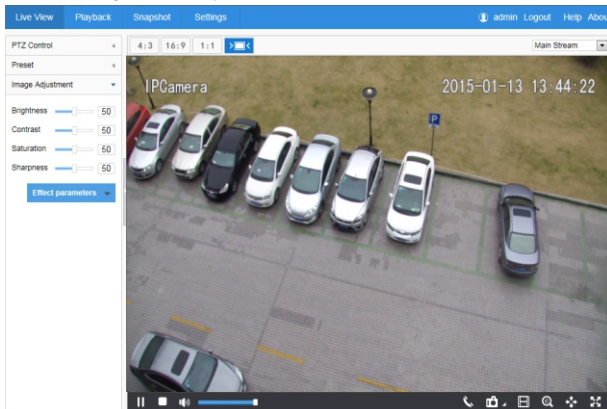 Live View Playback Snapshot Settings admin Logout Help Abou
PTZ Control
Preset
Image Adjustment
Brightness 50
Contrast 50
Saturation 50
Sharpness 50
Effect parameters
4:3 16:9 1:1 Main Stream
IPCamera 2015-01-13 13:44:22
P